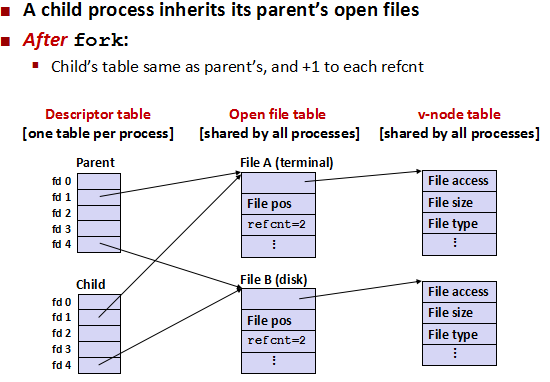 A child process inherits its parent's open files
After fork:
Child's table same as parent's, and +1 to each refcnt
Descriptor table
[one table per process]
Open file table
[shared by all processes]
v-node table
[shared by all processes]
Parent
fd 0
fd 1
fd 2
fd 3
fd 4
Child
fd 0
fd 1
fd 2
fd 3
fd 4
File A (terminal)
File pos
refcnt=2
⋮
File B (disk)
File pos
refcnt=2
⋮
File access
File size
File type
⋮
File access
File size
File type
⋮